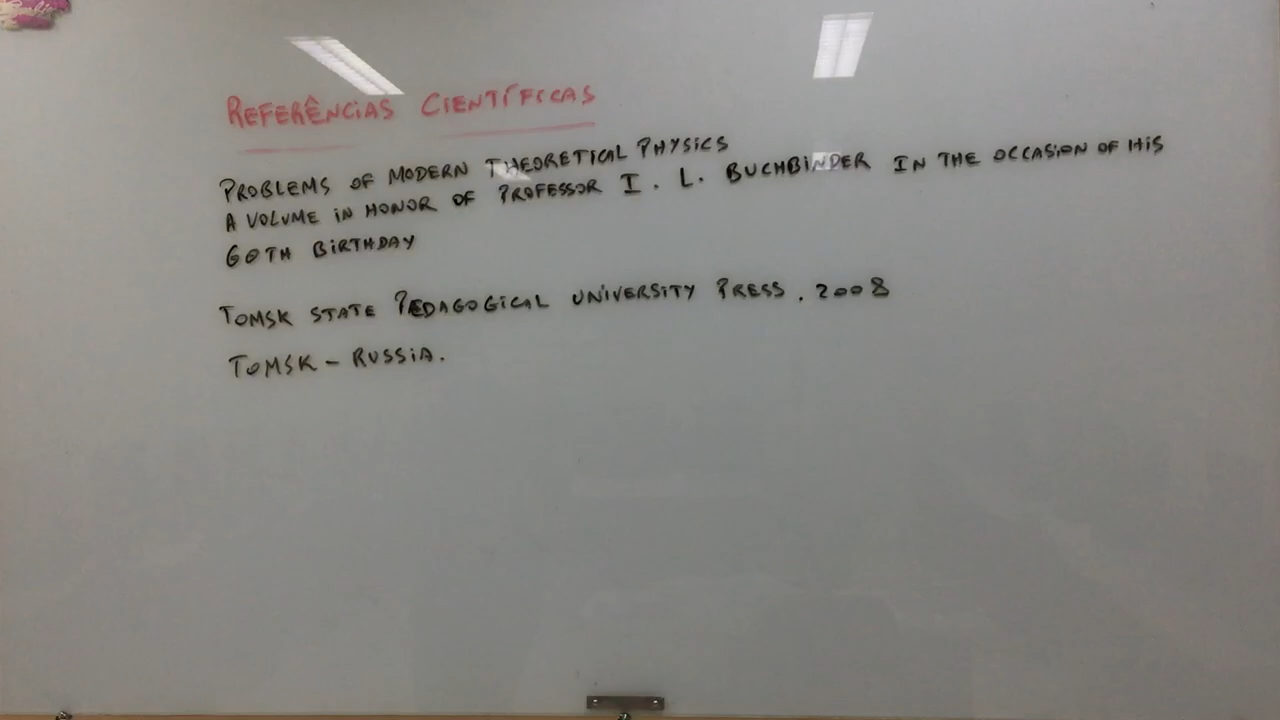 REFERÊNCIAS CIENTÍFICAS
PROBLEMS OF MODERN THEORETICAL PHYSICS
A VOLUME IN HONOR OF PROFESSOR I. L. BUCHBINDER IN THE OCCASION OF HIS
60TH BIRTHDAY
TOMSK STATE PEDAGOGICAL UNIVERSITY PRESS, 2008
TOMSK – RUSSIA.